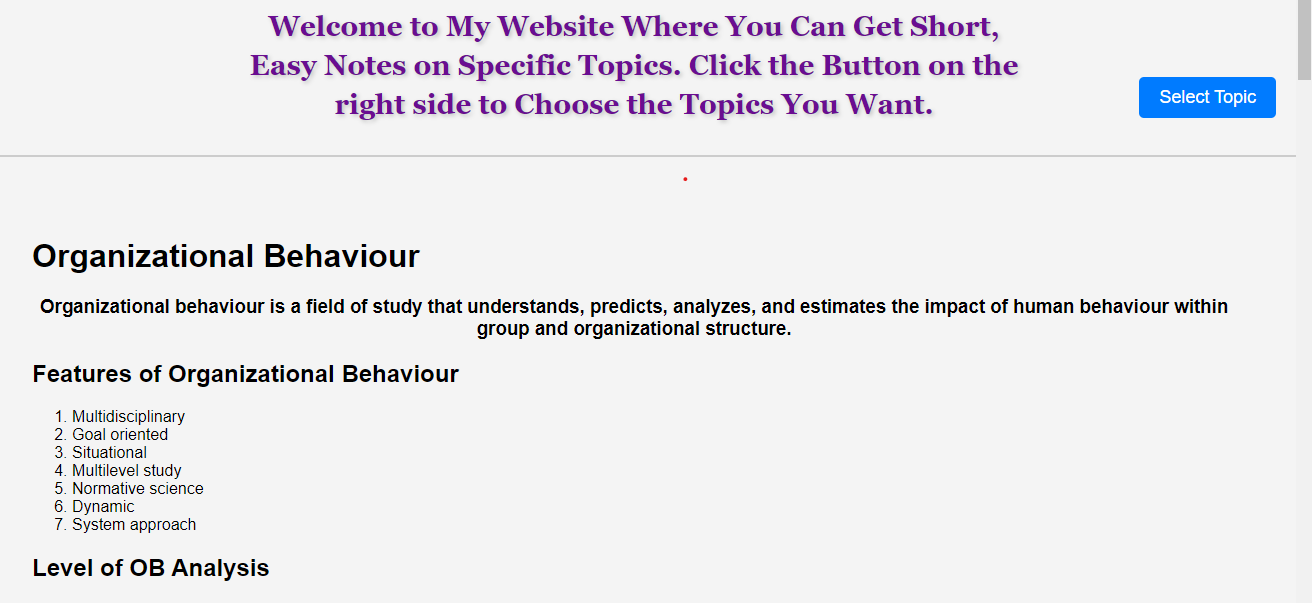 Welcome to My Website Where You Can Get Short,
Easy Notes on Specific Topics. Click the Button on the
right side to Choose the Topics You Want.
Select Topic
Organizational Behaviour
Organizational behaviour is a field of study that understands, predicts, analyzes, and estimates the impact of human behaviour within
group and organizational structure.
Features of Organizational Behaviour
1. Multidisciplinary
2. Goal oriented
3. Situational
4. Multilevel study
5. Normative science
6. Dynamic
7. System approach
Level of OB Analysis